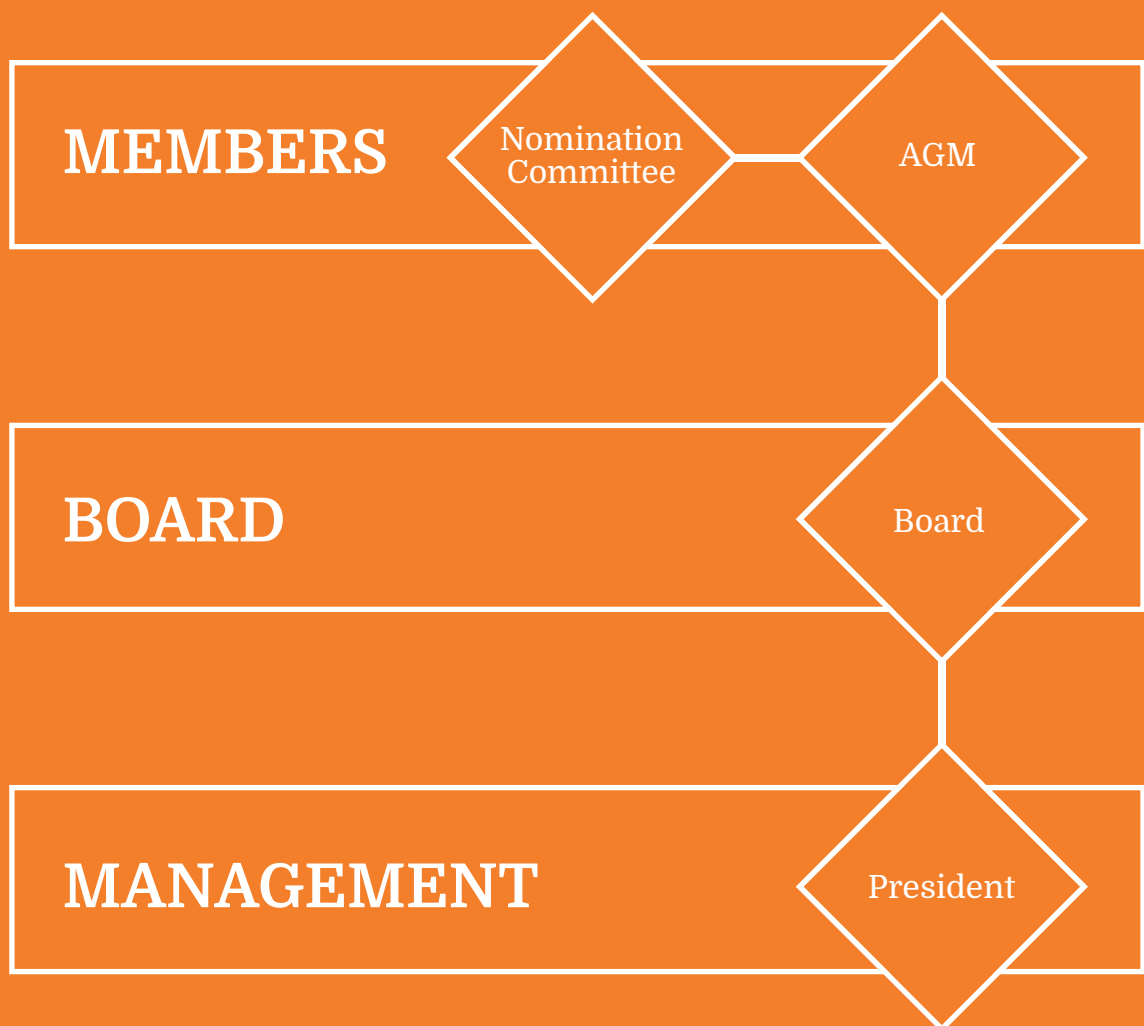 MEMBERS
Nomination
Committee
AGM
BOARD
Board
MANAGEMENT
President